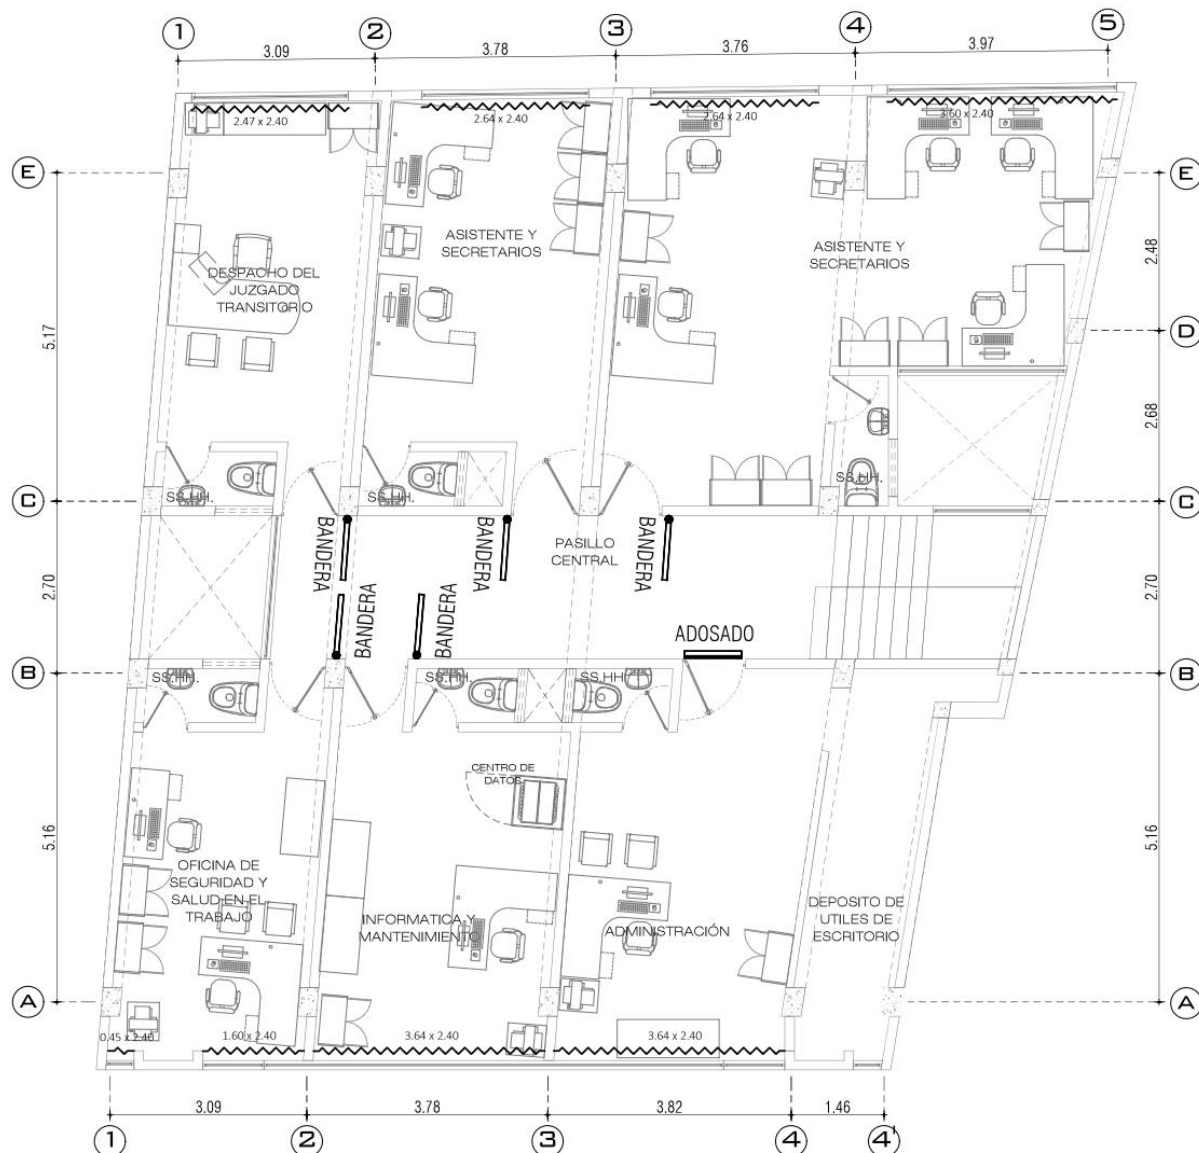 1
2
3
4
5
3.09
3.78
3.76
3.97
2.47 x 2.40
2.64 x 2.40
2.64 x 2.40
3.60 x 2.40
E
E
ASISTENTE Y
SECRETARIOS
ASISTENTE Y
SECRETARIOS
2.48
DESPACHO DEL
JUZGADO
TRANSITORIO
5.17
D
2.68
SS.HH.
SS.HH.
SS.HH.
C
C
BANDERA
BANDERA
PASILLO
CENTRAL
BANDERA
2.70
2.70
BANDERA
BANDERA
ADOSADO
B
B
SS.HH.
SS.HH.
SS.HH.
CENTRO DE
DATOS
5.16
5.16
OFICINA DE
SEGURIDAD Y
SALUD EN EL
TRABAJO
INFORMATICA Y
MANTENIMIENTO
ADMINISTRACIÓN
DEPOSITO DE
UTILES DE
ESCRITORIO
A
A
0.45 x 2.40
1.60 x 2.40
3.64 x 2.40
3.64 x 2.40
3.09
3.78
3.82
1.46
1
2
3
4
4'